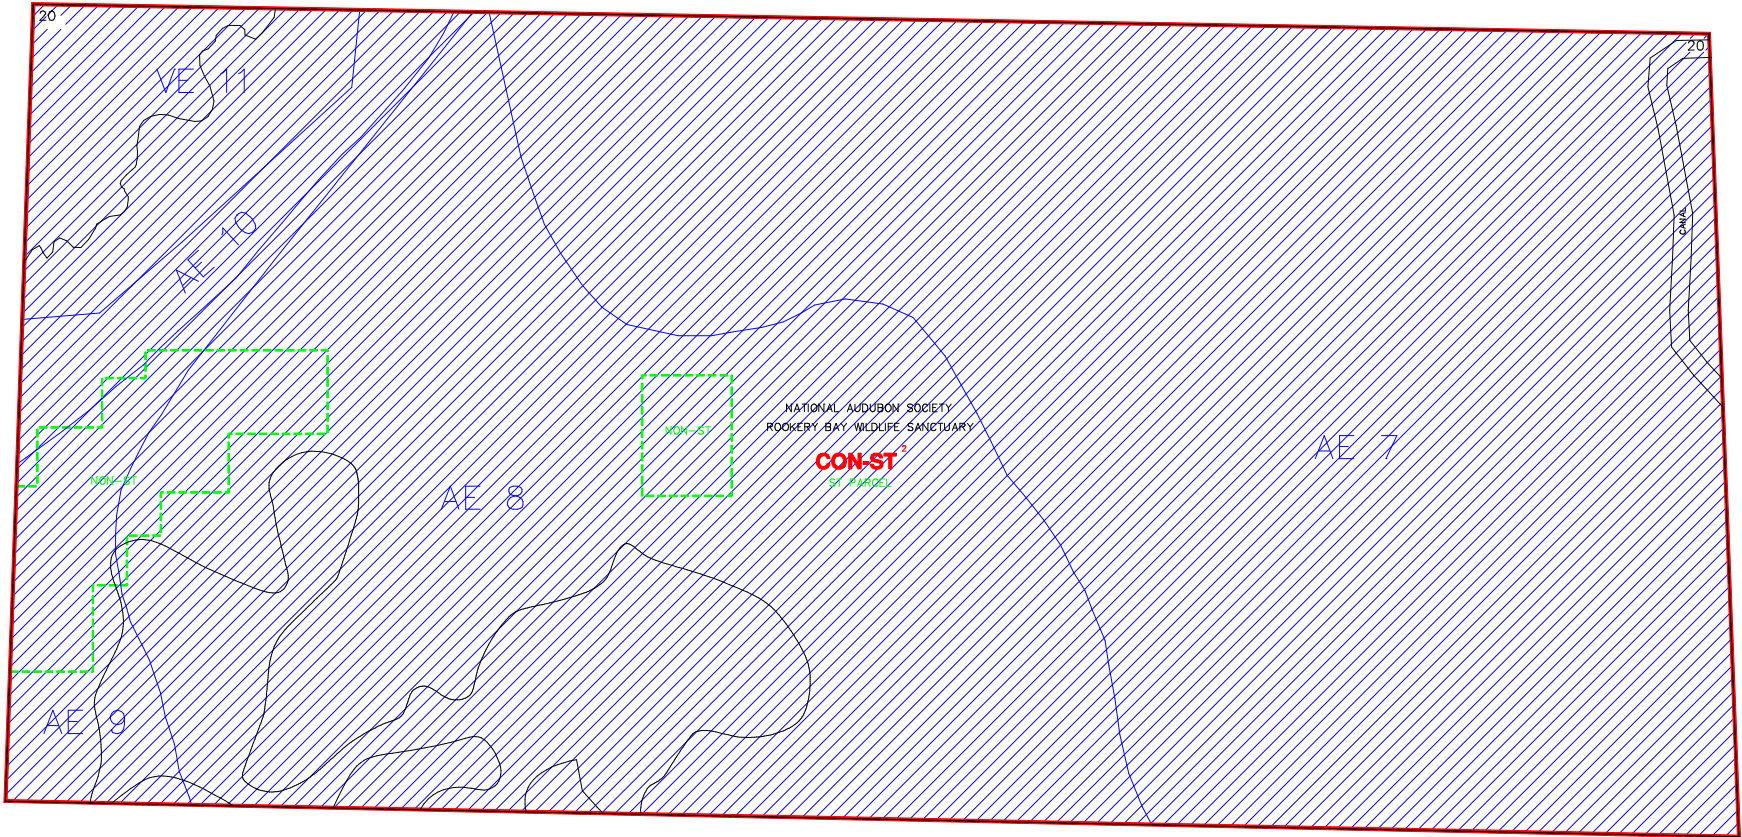 20
20
VE 11
CANAL
AE 10
NATIONAL AUDUBON SOCIETY
ROOKERY BAY WILDLIFE SANCTUARY
NON-ST
CON-ST 2
ST PARCEL
AE 7
NON-ST
AE 8
AE 9